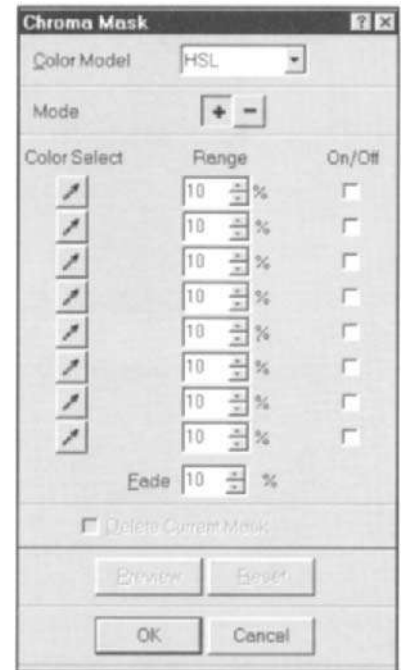 Chroma Mask ? X
Color Model HSL
Mode + -
Color Select Range On/Off
10 %
10 %
10 %
10 %
10 %
10 %
10 %
10 %
Fade 10 %
Delete Current Mask
Preview Reset
OK Cancel